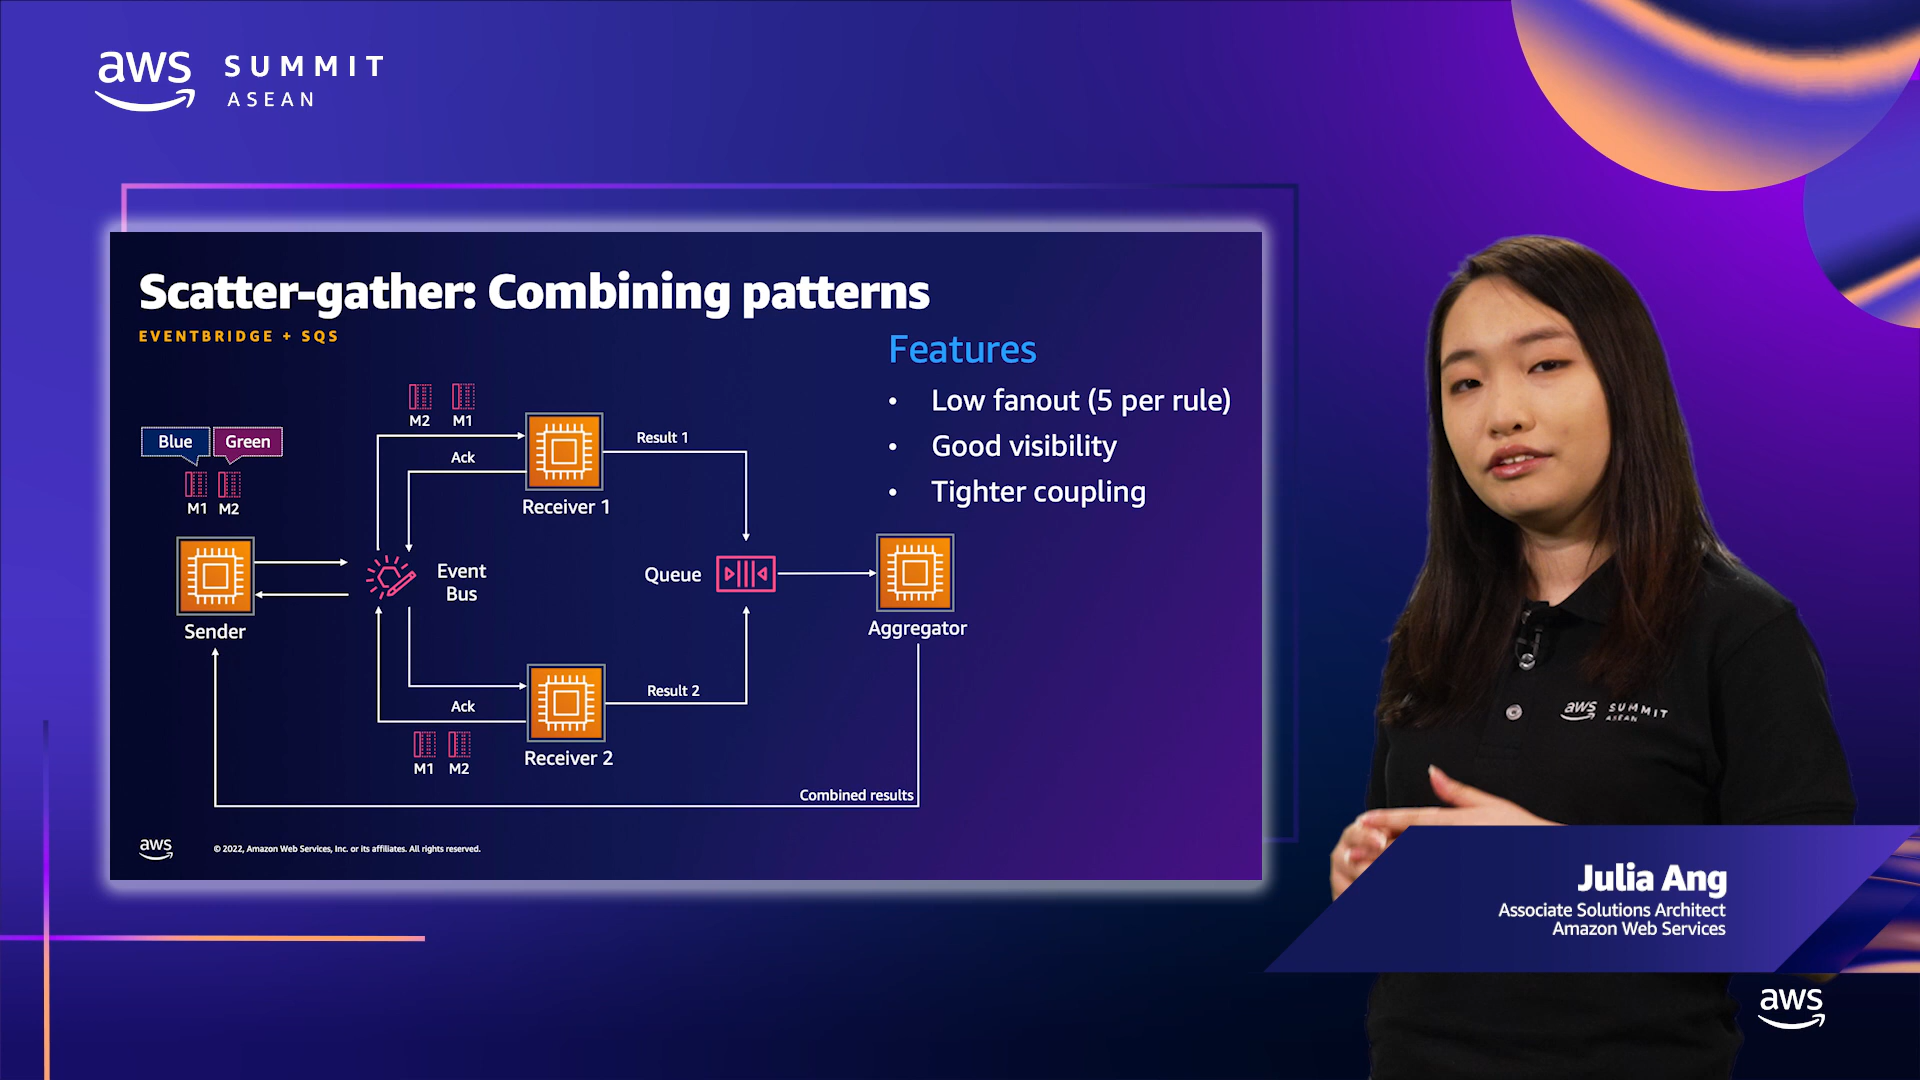 aws SUMMIT
ASEAN
Scatter-gather: Combining patterns
EVENTBRIDGE + SQS
Features
• Low fanout (5 per rule)
• Good visibility
• Tighter coupling
Blue Green
M1 M2
Sender
M2 M1
Ack
Receiver 1
Result 1
Event
Bus
Queue
Aggregator
Ack
M1 M2
Receiver 2
Result 2
Combined results
aws
© 2022, Amazon Web Services, Inc. or its affiliates. All rights reserved.
aws SUMMIT
ASEAN
Julia Ang
Associate Solutions Architect
Amazon Web Services
aws